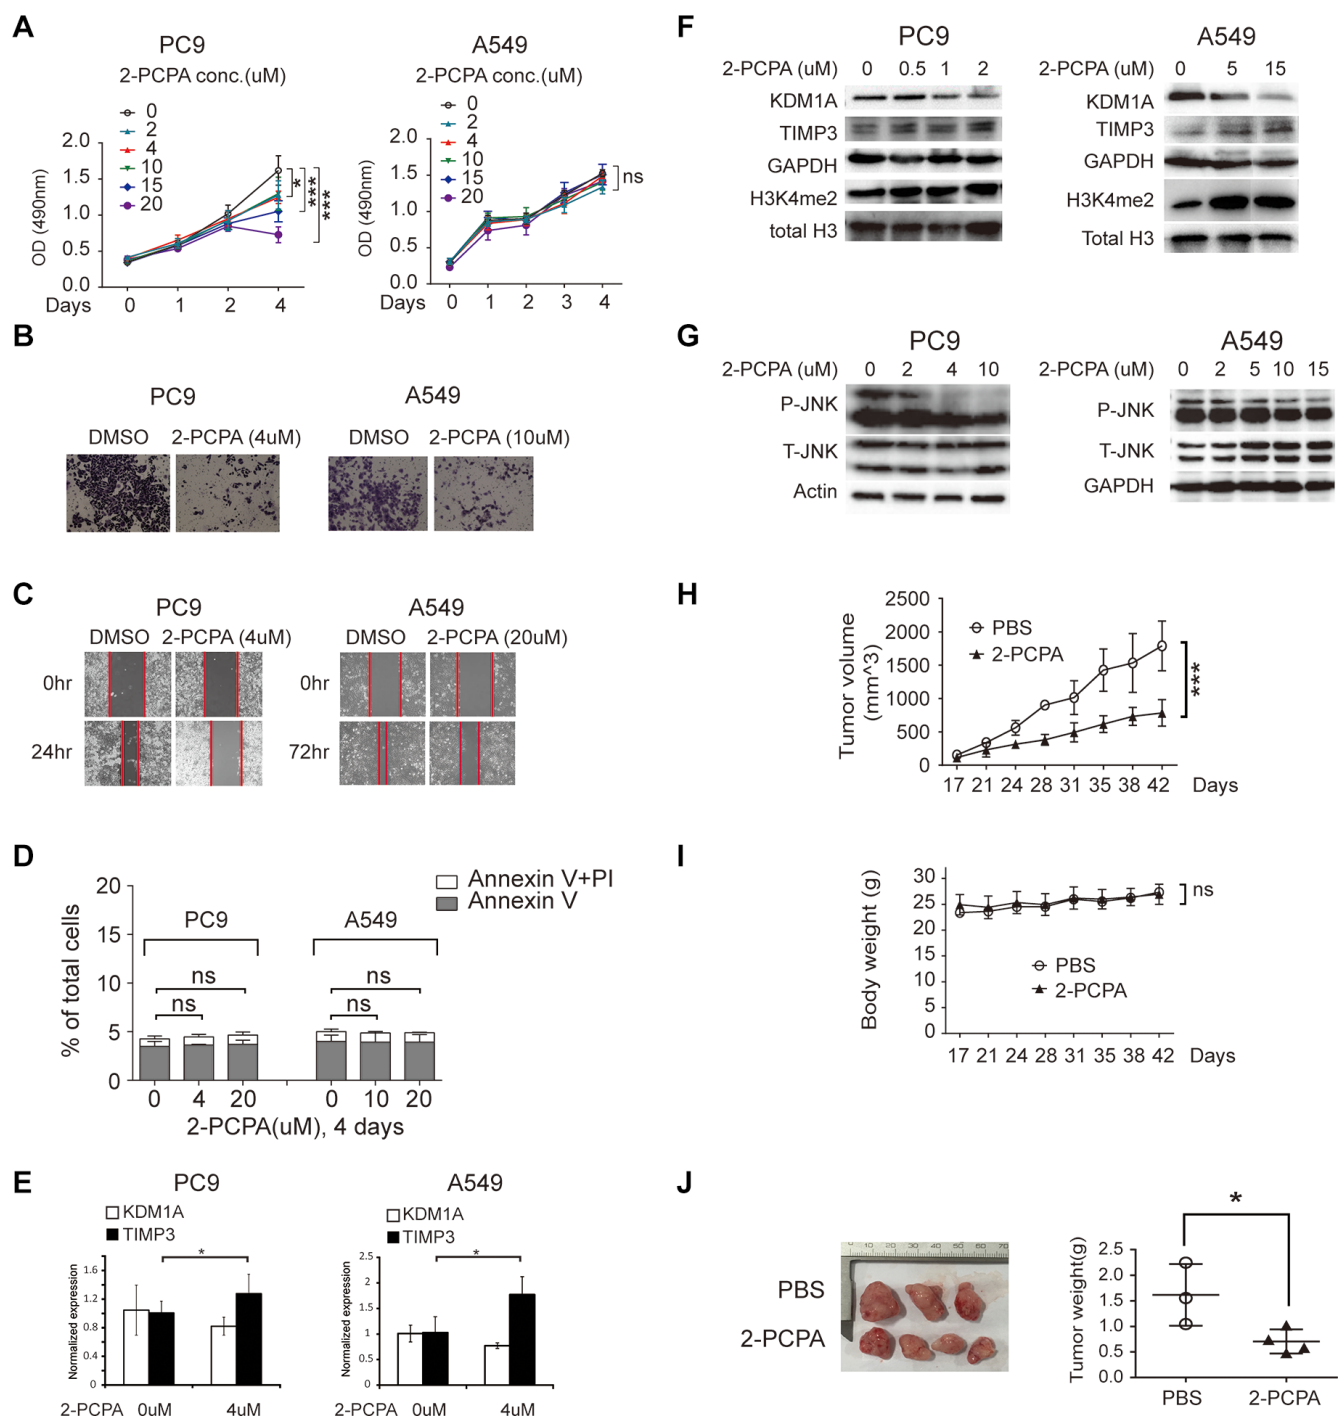 A
PC9
2-PCPA conc.(uM)
0
2
4
10
15
20
OD (490nm)
2.0
1.5
1.0
0.5
0.0
*
***
***
Days 0 1 2 4
A549
2-PCPA conc.(uM)
0
2
4
10
15
20
OD (490nm)
2.0
1.5
1.0
0.5
0.0
ns
Days 0 1 2 3 4
B
PC9 A549
DMSO 2-PCPA (4uM) DMSO 2-PCPA (10uM)
C
PC9 A549
DMSO 2-PCPA (4uM) DMSO 2-PCPA (20uM)
0hr 0hr
24hr 72hr
D
Annexin V+PI
Annexin V
% of total cells
20
15
10
5
0
PC9 A549
ns ns
ns ns
0 4 20 0 10 20
2-PCPA(uM), 4 days
E
PC9
KDM1A
TIMP3
*
Normalized expression
1.6
1.2
0.8
0.4
0
2-PCPA 0uM 4uM
A549
KDM1A
TIMP3
*
Normalized expression
2.5
2
1.5
1
0.5
0
2-PCPA 0uM 4uM
F
PC9
2-PCPA (uM) 0 0.5 1 2
KDM1A
TIMP3
GAPDH
H3K4me2
total H3
A549
2-PCPA (uM) 0 5 15
KDM1A
TIMP3
GAPDH
H3K4me2
Total H3
G
PC9
2-PCPA (uM) 0 2 4 10
P-JNK
T-JNK
Actin
A549
2-PCPA (uM) 0 2 5 10 15
P-JNK
T-JNK
GAPDH
H
Tumor volume
(mm^3)
2500
2000
1500
1000
500
0
PBS
2-PCPA
***
17 21 24 28 31 35 38 42 Days
I
Body weight (g)
30
25
20
15
10
5
0
ns
PBS
2-PCPA
17 21 24 28 31 35 38 42 Days
J
0 10 20 30 40 50 60 70 80
PBS
2-PCPA
*
Tumor weight(g)
2.5
2.0
1.5
1.0
0.5
0.0
PBS 2-PCPA